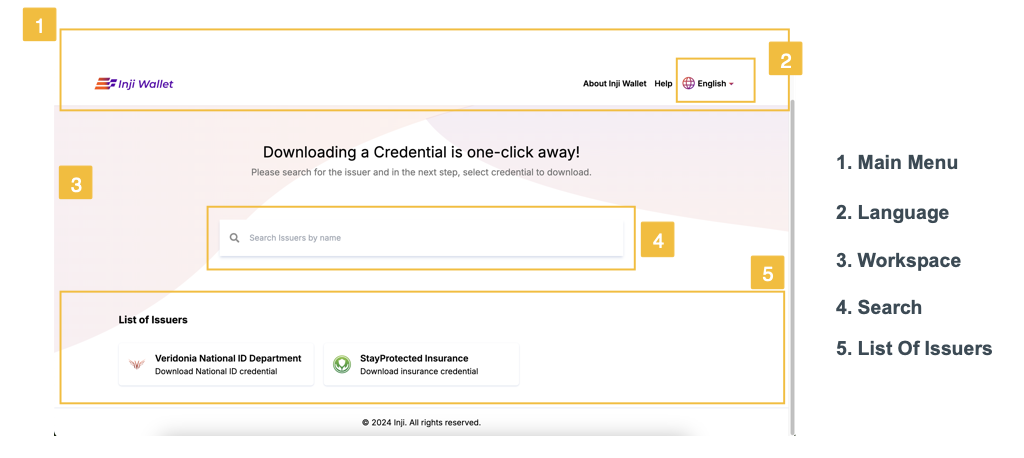 1
2
Inji Wallet
About Inji Wallet Help English
Downloading a Credential is one-click away!
Please search for the issuer and in the next step, select credential to download.
3
Search Issuers by name
4
5
List of Issuers
Veridonia National ID Department
Download National ID credential
StayProtected Insurance
Download insurance credential
© 2024 Inji. All rights reserved.
1. Main Menu
2. Language
3. Workspace
4. Search
5. List Of Issuers